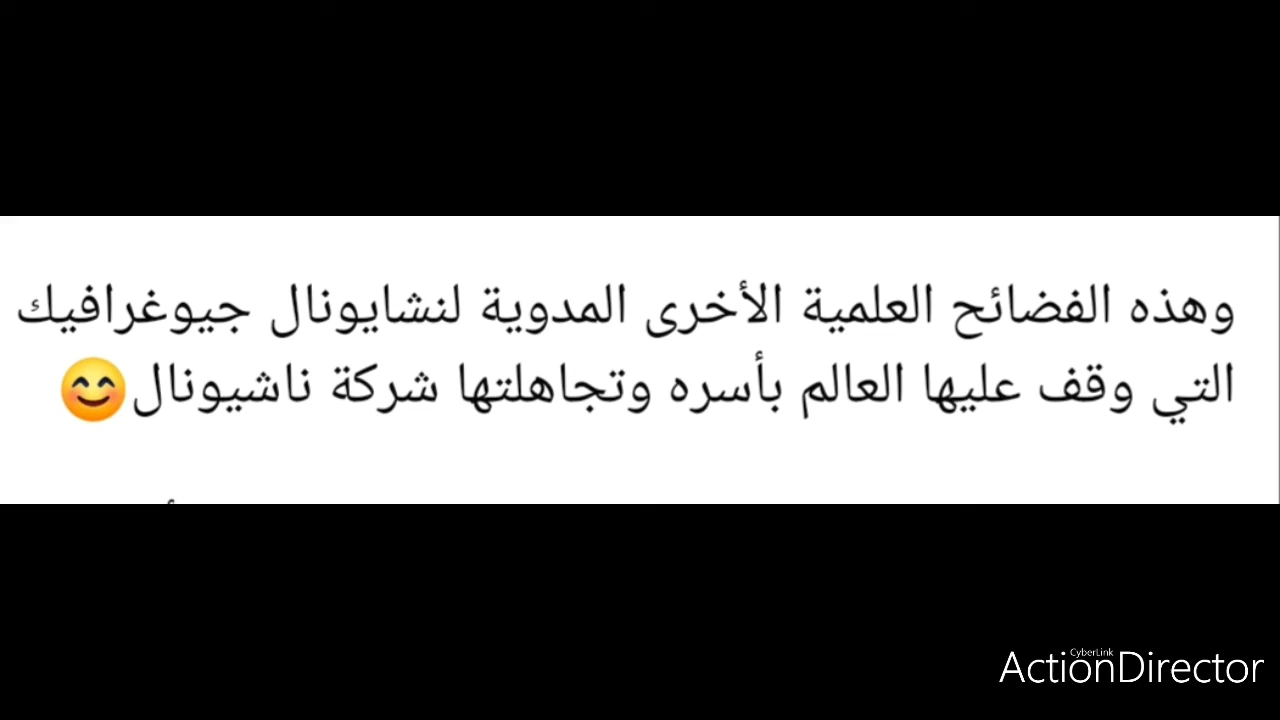 وهذه الفضائح العلمية الأخرى المدوية لنشايونال جيوغرافيك
التي وقف عليها العالم بأسره وتجاهلتها شركة ناشيونال😊
CyberLink
ActionDirector